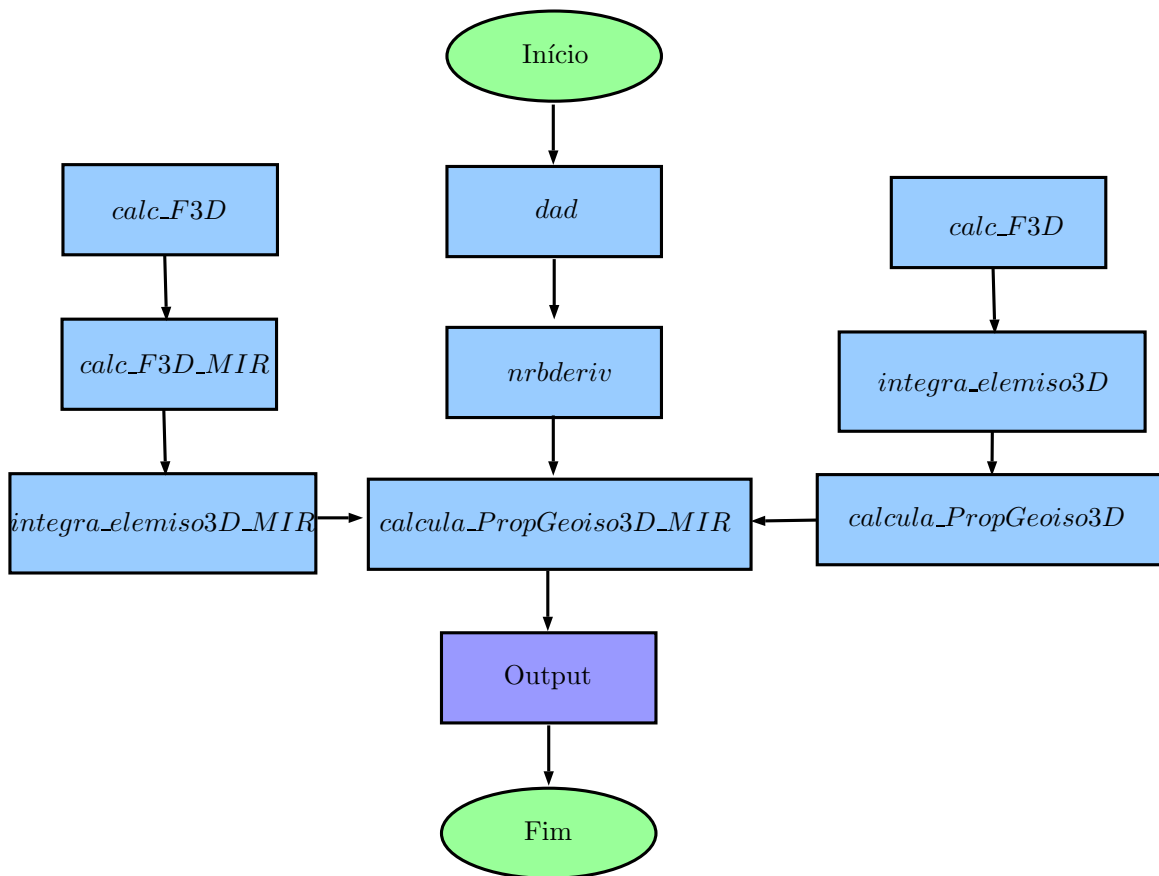 Início
calc_F3D
dad
calc_F3D
calc_F3D_MIR
nrbderiv
integra_elemiso3D
integra_elemiso3D_MIR
calcula_PropGeoiso3D_MIR
calcula_PropGeoiso3D
Output
Fim